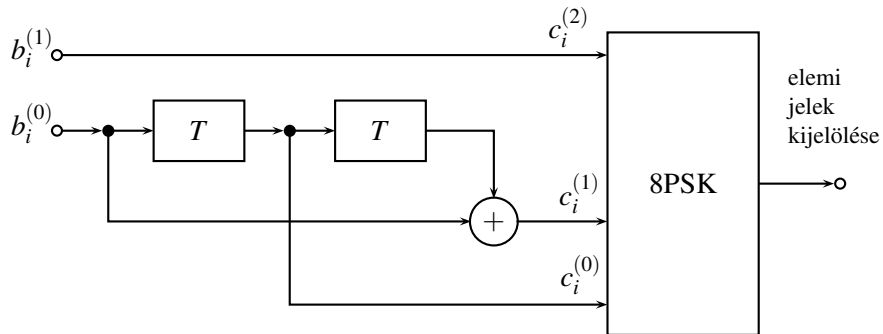 b_i^{(1)}
c_i^{(2)}
b_i^{(0)}
T
T
+
c_i^{(1)}
c_i^{(0)}
8PSK
elemi
jelek
kijelölése